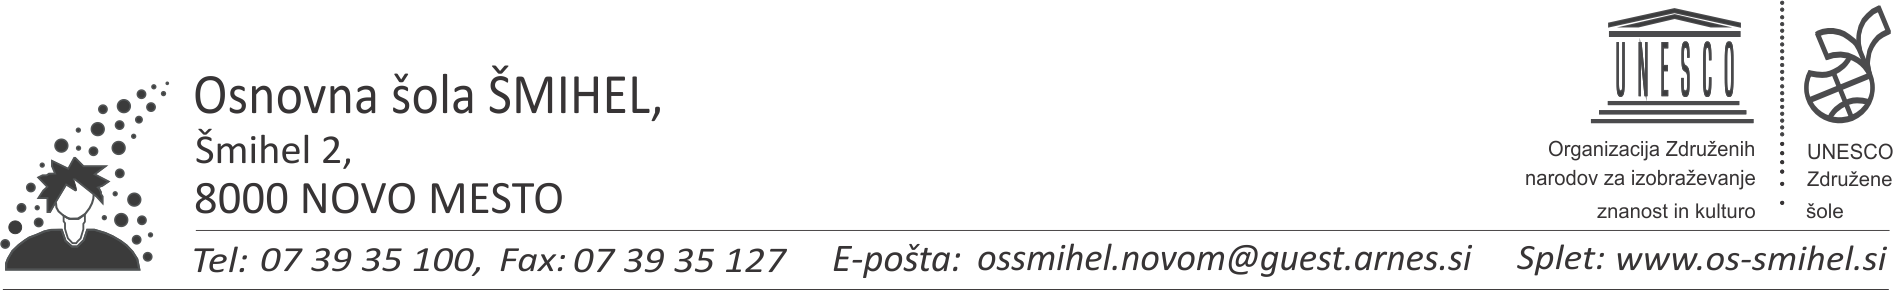 Osnovna šola ŠMIHEL,
Šmihel 2,
8000 NOVO MESTO
UNESCO
Organizacija Združenih
narodov za izobraževanje
znanost in kulturo
UNESCO
Združene
šole
Tel: 07 39 35 100, Fax: 07 39 35 127 E-pošta: ossmihel.novom@guest.arnes.si Splet: www.os-smihel.si